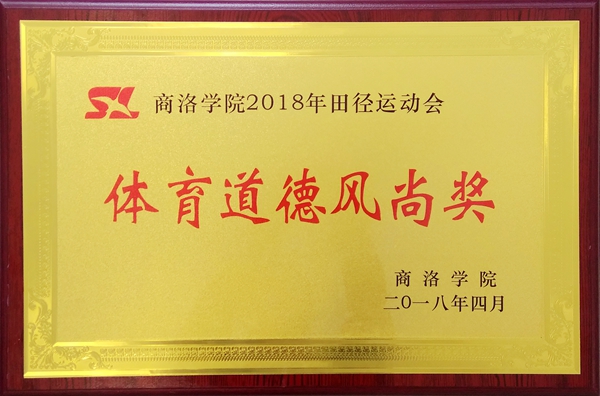 商洛学院2018年田径运动会
体育道德风尚奖
商洛学院
二〇一八年四月